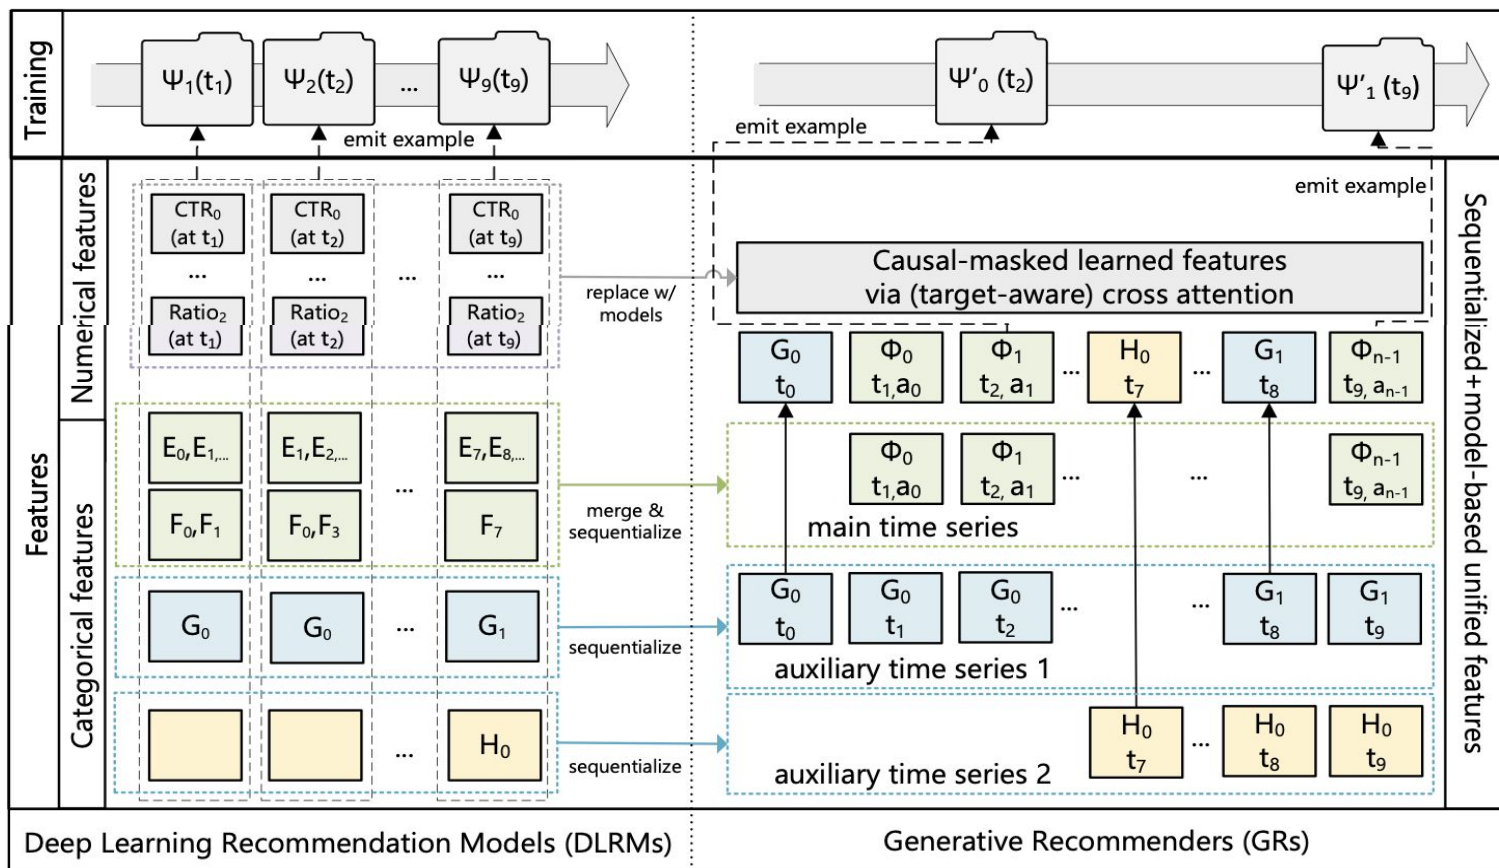 Training
Ψ₁(t₁)
Ψ₂(t₂)
...
Ψ₉(t₉)
emit example
Ψ′₀ (t₂)
Ψ′₁ (t₉)
emit example
emit example
Features
Numerical features
CTR₀
(at t₁)
...
Ratio₂
(at t₁)
CTR₀
(at t₂)
...
Ratio₂
(at t₂)
...
CTR₀
(at t₉)
...
Ratio₂
(at t₉)
replace w/
models
Causal-masked learned features
via (target-aware) cross attention
G₀
t₀
Φ₀
t₁,a₀
Φ₁
t₂, a₁
...
H₀
t₇
...
G₁
t₈
Φₙ₋₁
t₉, aₙ₋₁
Categorical features
E₀,E₁,...
E₁,E₂,...
E₇,E₈,...
F₀,F₁
F₀,F₃
...
F₇
merge &
sequentialize
Φ₀
t₁,a₀
Φ₁
t₂, a₁
...
...
Φₙ₋₁
t₉, aₙ₋₁
main time series
G₀
G₀
...
G₁
sequentialize
G₀
t₀
G₀
t₁
G₀
t₂
...
...
G₁
t₈
G₁
t₉
auxiliary time series 1
...
H₀
sequentialize
H₀
t₇
...
H₀
t₈
H₀
t₉
auxiliary time series 2
Sequentialized+model-based unified features
Deep Learning Recommendation Models (DLRMs)
Generative Recommenders (GRs)